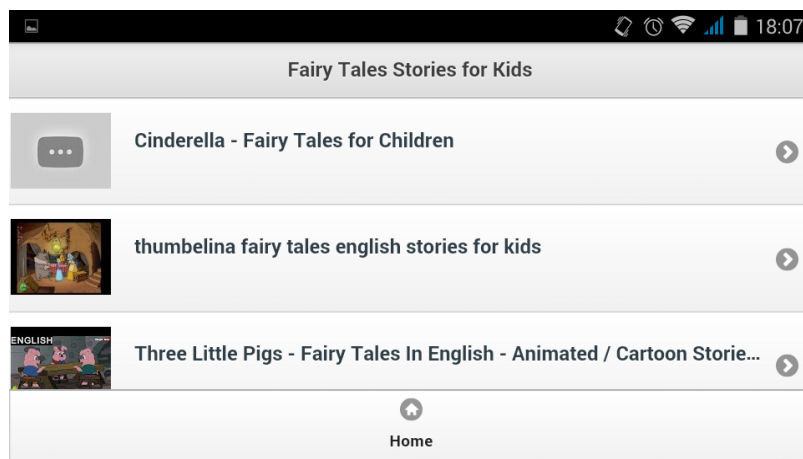 18:07
Fairy Tales Stories for Kids
Cinderella - Fairy Tales for Children
thumbelina fairy tales english stories for kids
ENGLISH
Three Little Pigs - Fairy Tales In English - Animated / Cartoon Storie...
Home